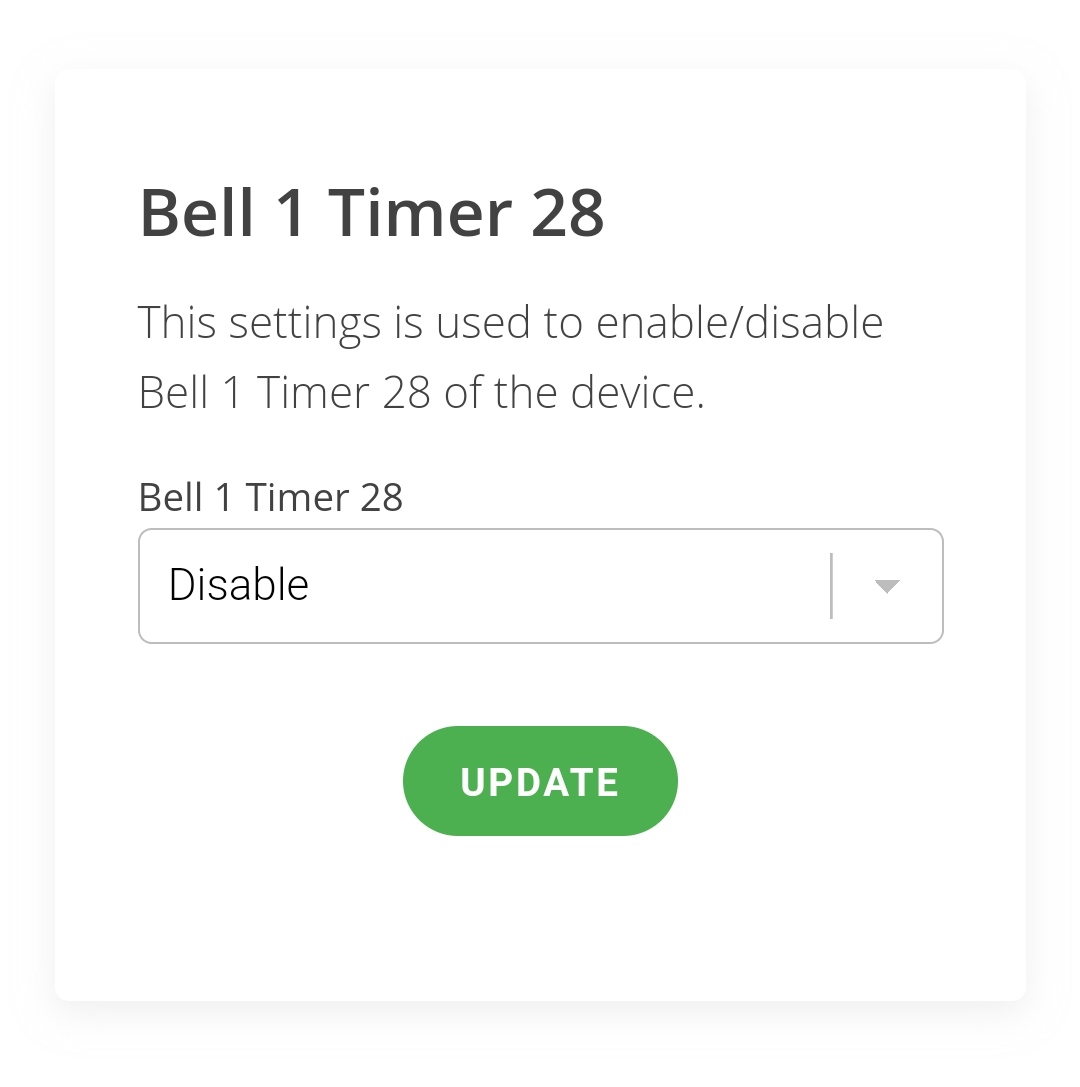 Bell 1 Timer 28
This settings is used to enable/disable
Bell 1 Timer 28 of the device.
Bell 1 Timer 28
Disable
UPDATE